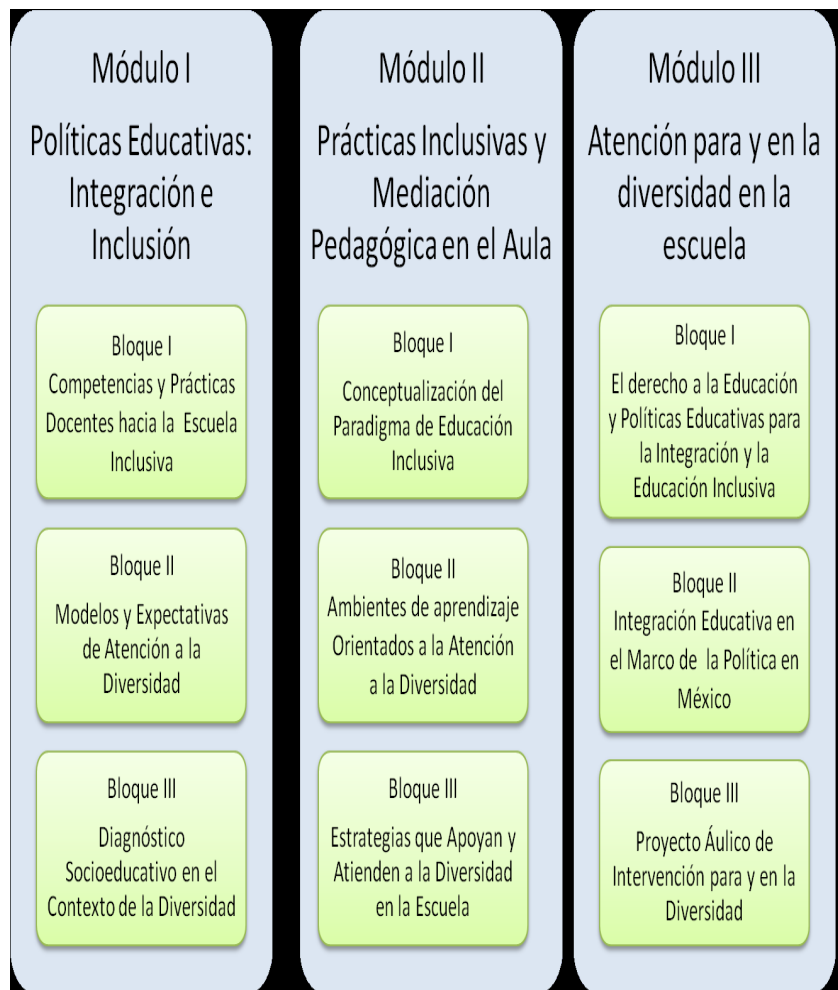 Módulo I
Políticas Educativas:
Integración e
Inclusión
Bloque I
Competencias y Prácticas
Docentes hacia la Escuela
Inclusiva
Bloque II
Modelos y Expectativas
de Atención a la
Diversidad
Bloque III
Diagnóstico
Socioeducativo en el
Contexto de la Diversidad
Módulo II
Prácticas Inclusivas y
Mediación
Pedagógica en el Aula
Bloque I
Conceptualización del
Paradigma de Educación
Inclusiva
Bloque II
Ambientes de aprendizaje
Orientados a la Atención
a la Diversidad
Bloque III
Estrategias que Apoyan y
Atienden a la Diversidad
en la Escuela
Módulo III
Atención para y en la
diversidad en la
escuela
Bloque I
El derecho a la Educación
y Políticas Educativas para
la Integración y la
Educación Inclusiva
Bloque II
Integración Educativa en
el Marco de la Política en
México
Bloque III
Proyecto Áulico de
Intervención para y en la
Diversidad